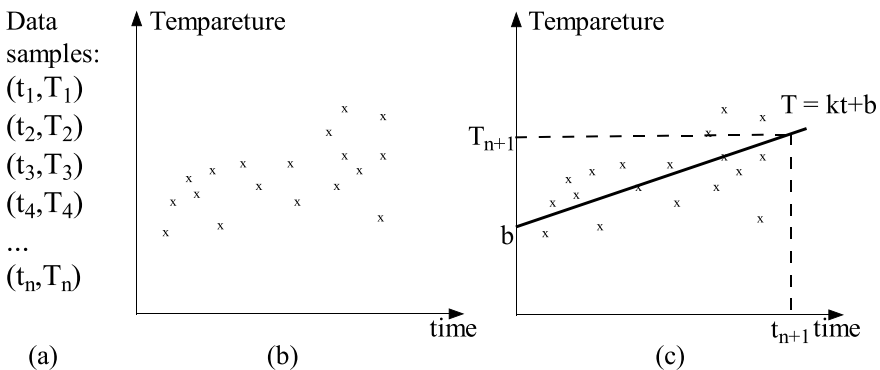 Data
samples:
(t1,T1)
(t2,T2)
(t3,T3)
(t4,T4)
...
(tn,Tn)
(a)
Tempareture
time
(b)
Tempareture
T = kt+b
Tn+1
b
tn+1 time
(c)